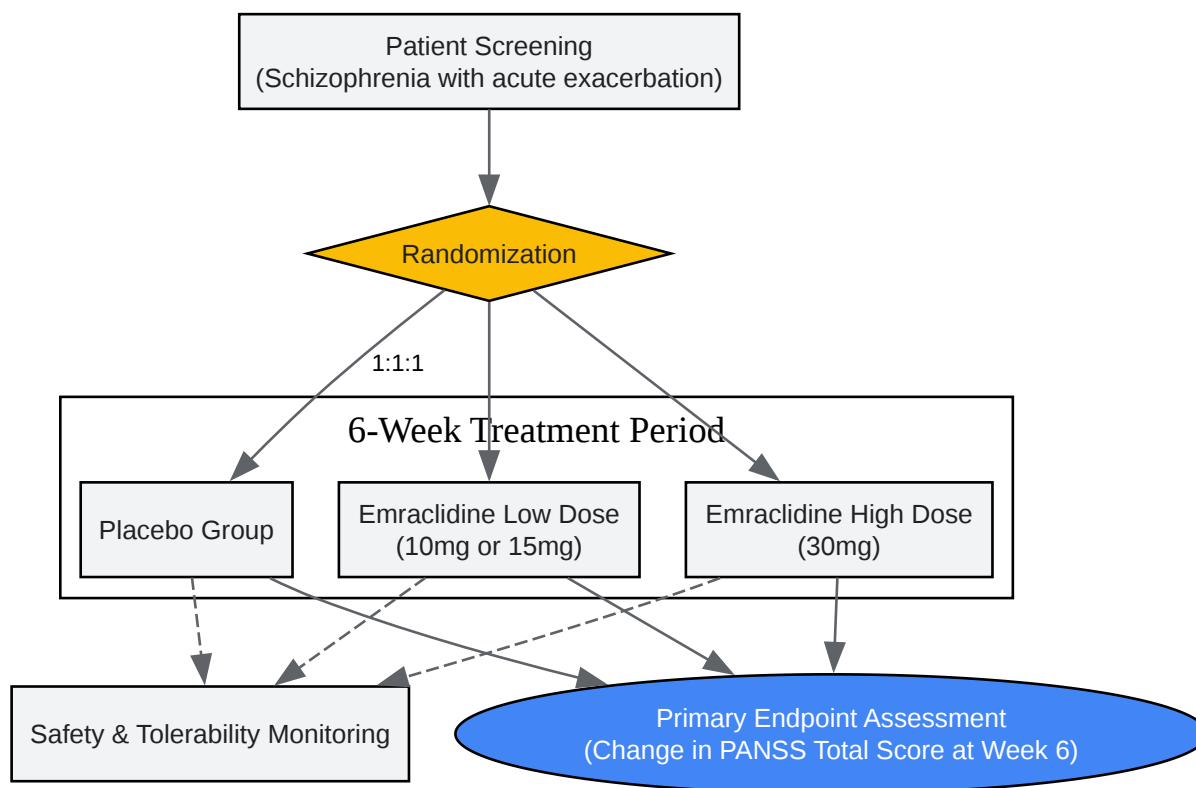 Patient Screening
(Schizophrenia with acute exacerbation)
Randomization
1:1:1
6-Week Treatment Period
Placebo Group
Emraclidine Low Dose
(10mg or 15mg)
Emraclidine High Dose
(30mg)
Safety & Tolerability Monitoring
Primary Endpoint Assessment
(Change in PANSS Total Score at Week 6)